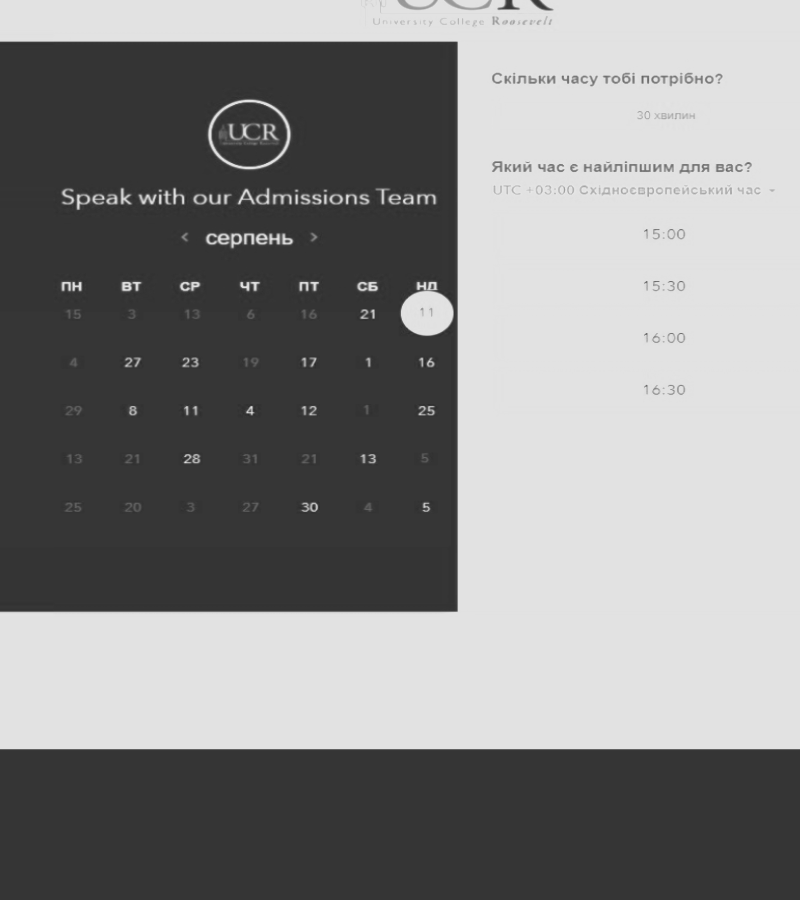 UCR
University College Roosevelt
UCR
Speak with our Admissions Team
< серпень >
ПН ВТ СР ЧТ ПТ СБ НД
15 3 13 6 16 21 11
4 27 23 19 17 1 16
29 8 11 4 12 1 25
13 21 28 31 21 13 5
25 20 3 27 30 4 5
Скільки часу тобі потрібно?
30 хвилин
Який час є найліпшим для вас?
UTC +03:00 Східноєвропейський час
15:00
15:30
16:00
16:30